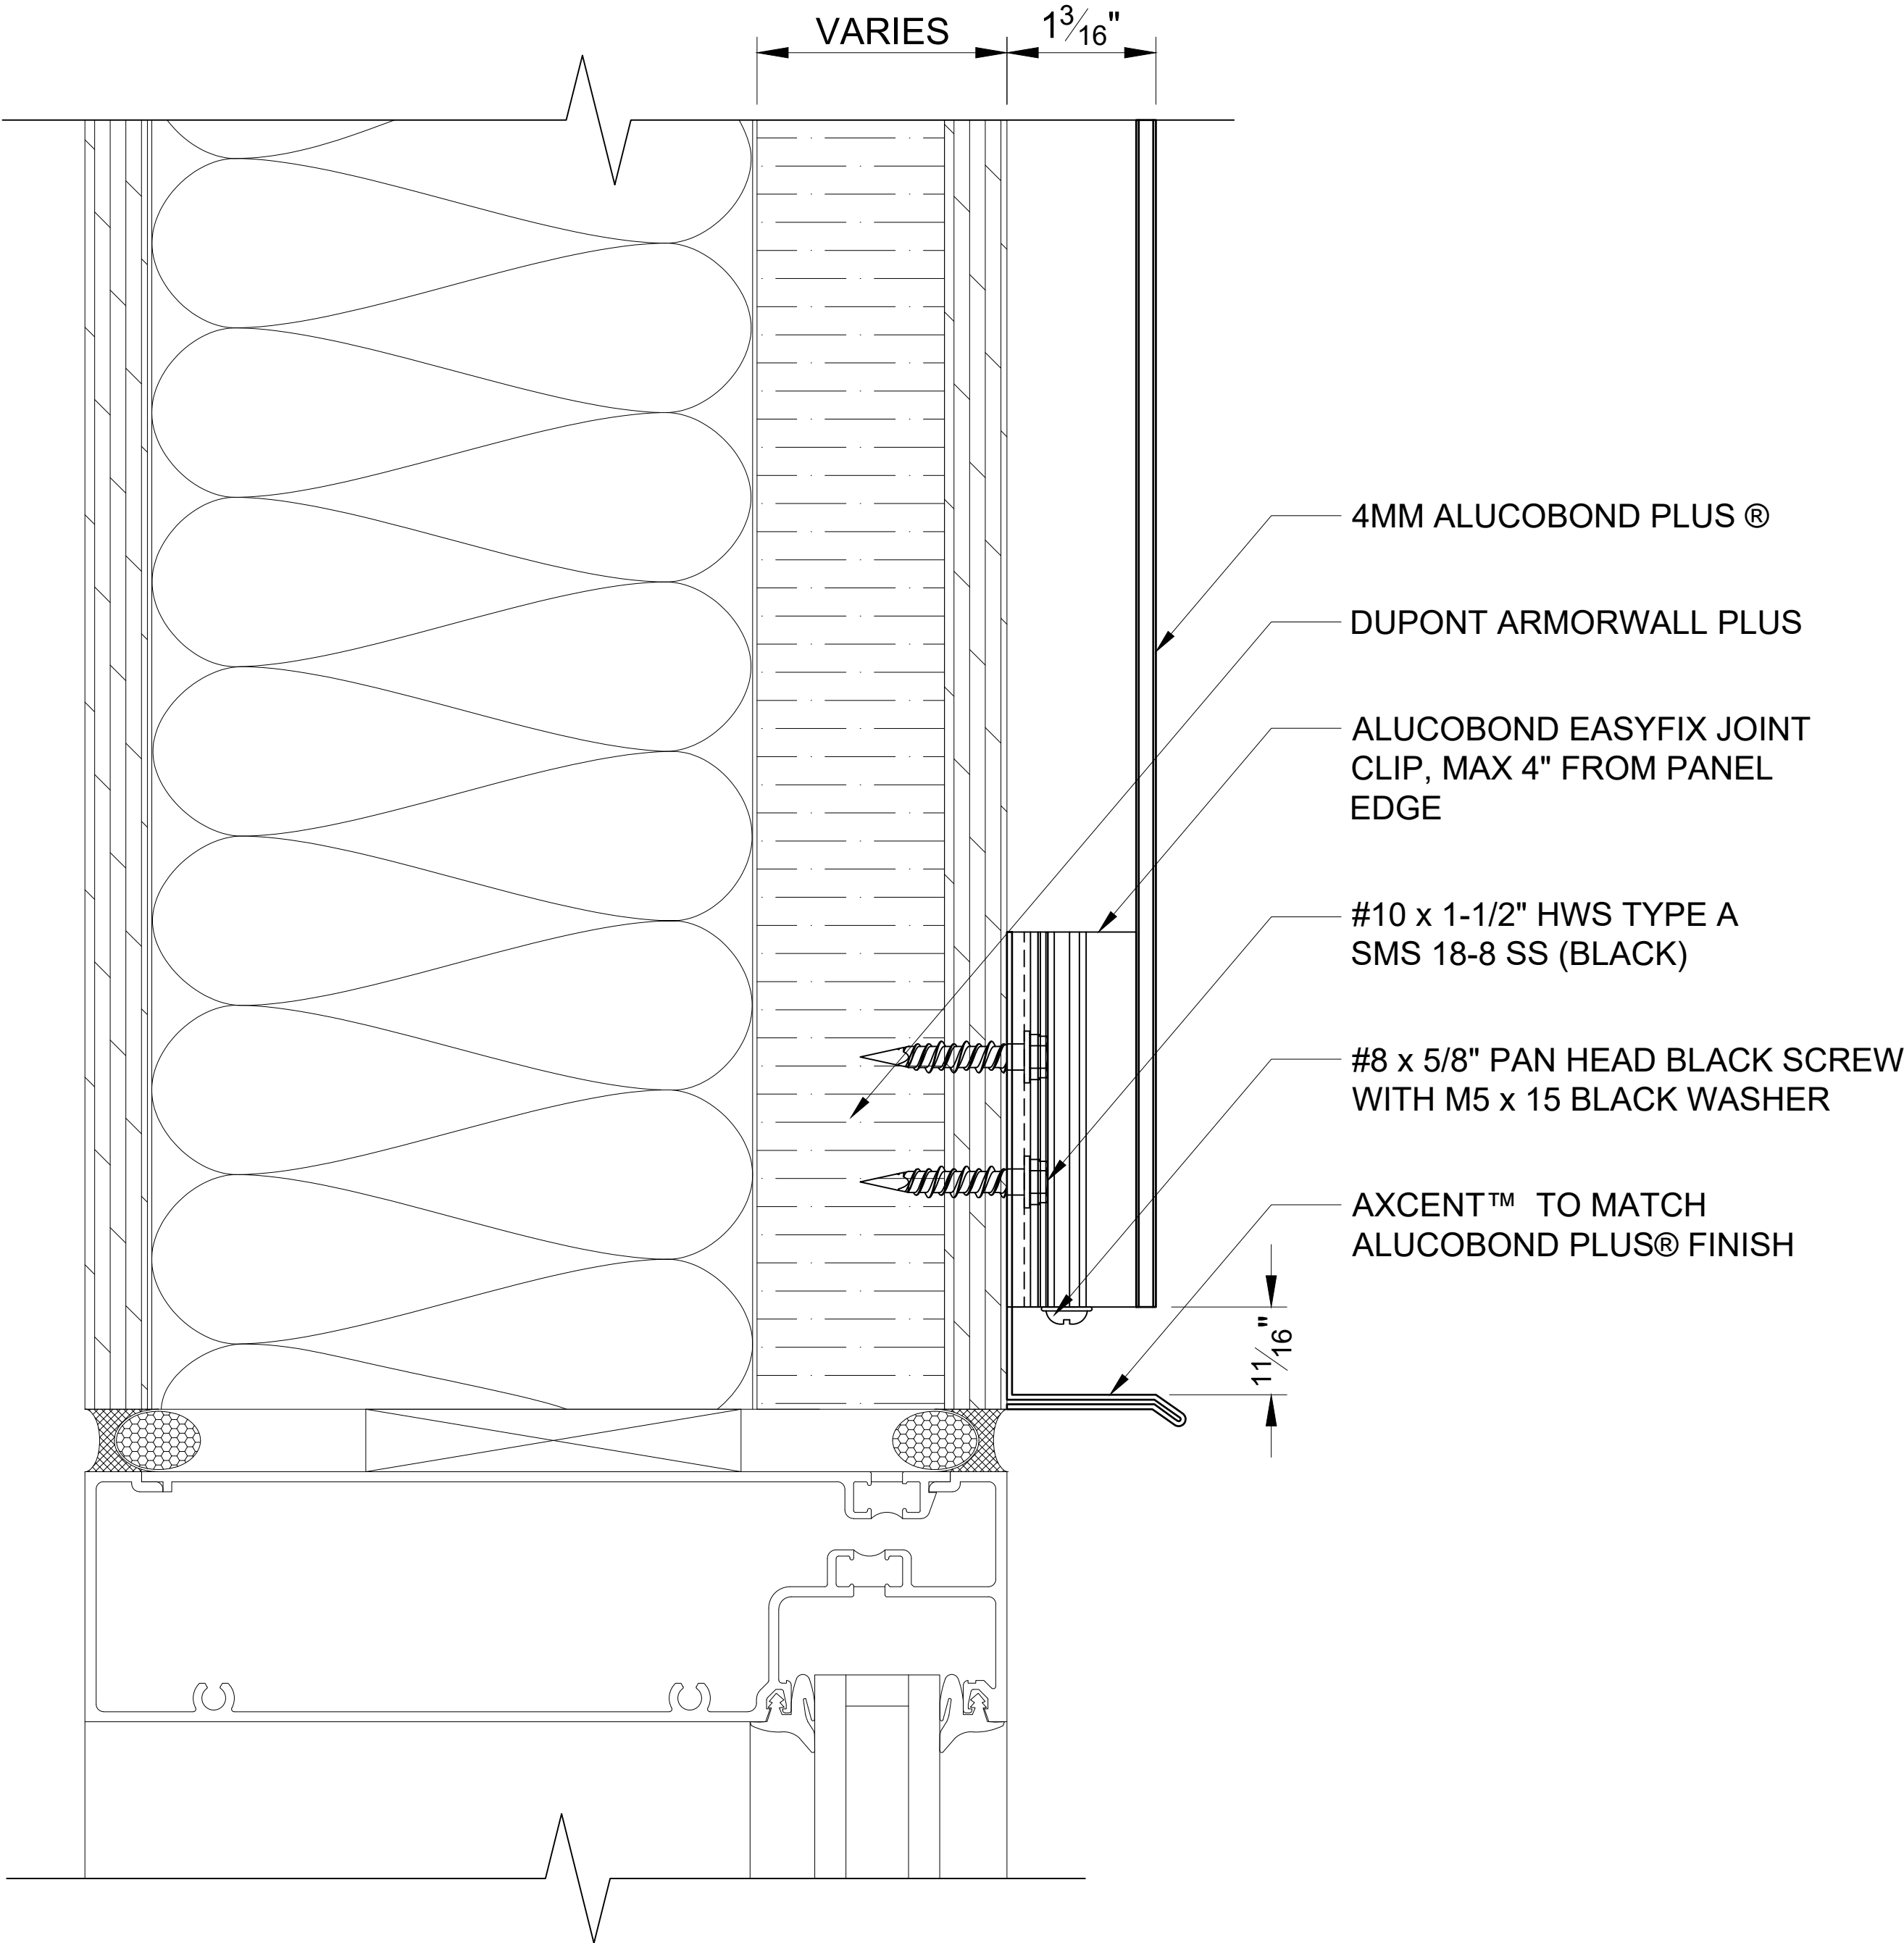 VARIES
1 3/16"
4MM ALUCOBOND PLUS ®
DUPONT ARMORWALL PLUS
ALUCOBOND EASYFIX JOINT
CLIP, MAX 4" FROM PANEL
EDGE
#10 x 1-1/2" HWS TYPE A
SMS 18-8 SS (BLACK)
#8 x 5/8" PAN HEAD BLACK SCREW
WITH M5 x 15 BLACK WASHER
AXCENT™ TO MATCH
ALUCOBOND PLUS® FINISH
11/16"